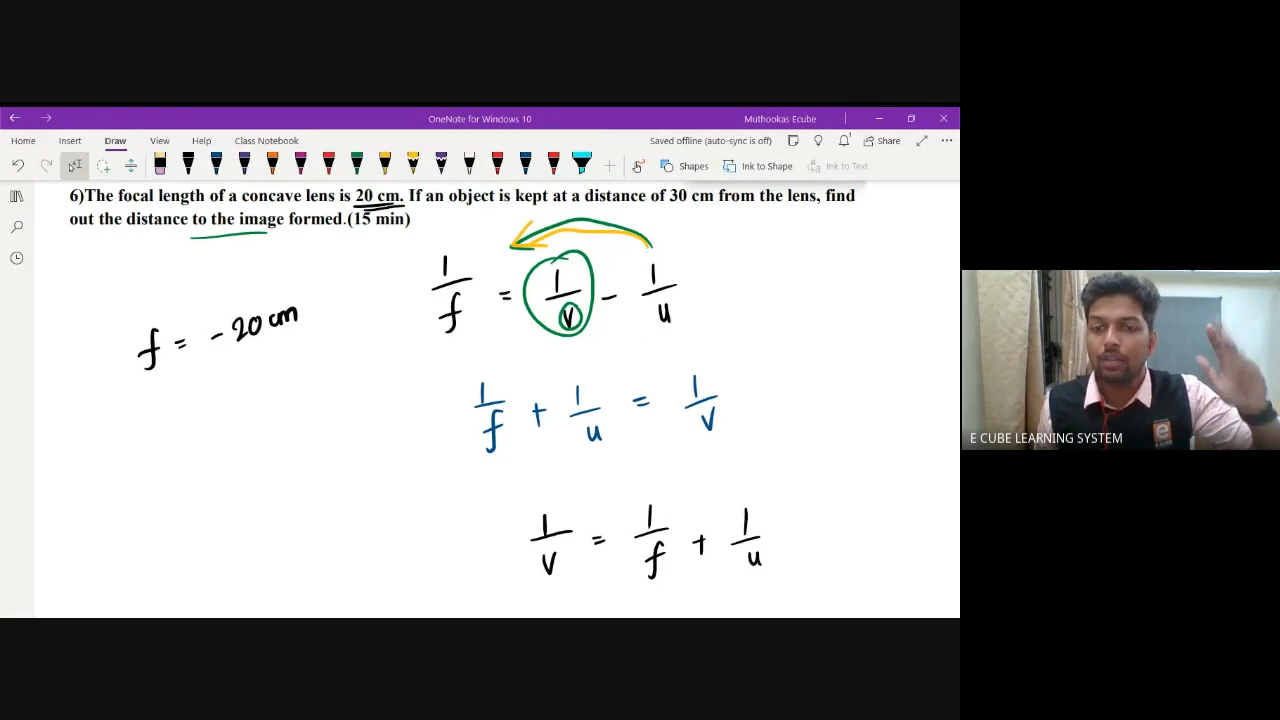 OneNote for Windows 10
Muthookas Ecube
Home Insert Draw View Help Class Notebook
Saved offline (auto-sync is off)
Share
Shapes
Ink to Shape
Ink to Text
6)The focal length of a concave lens is 20 cm. If an object is kept at a distance of 30 cm from the lens, find
out the distance to the image formed.(15 min)
1/f = 1/v - 1/u
f = -20 cm
1/f + 1/u = 1/v
1/v = 1/f + 1/u
E CUBE LEARNING SYSTEM
e
E CUBE